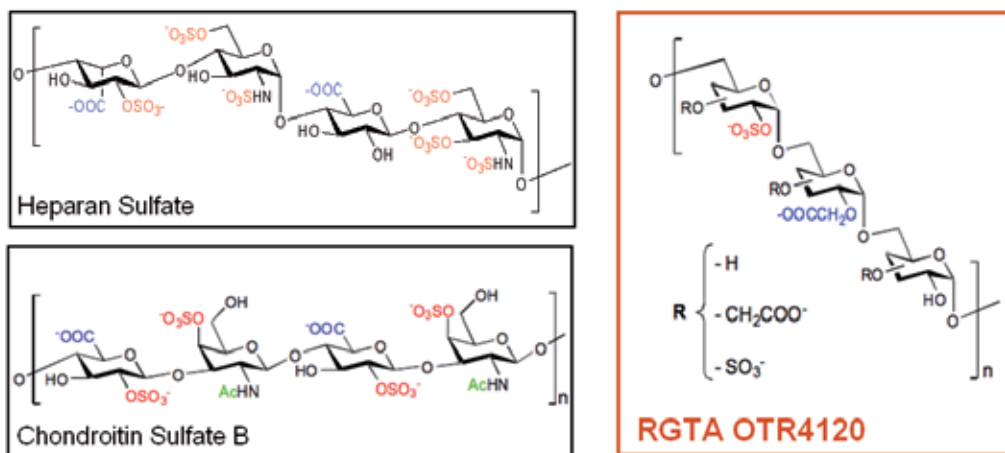 ⁻O₃SO
O
O
⁻OOC
⁻O₃SO
HO
O
HO
O
O
-OOC
OSO₃⁻
⁻O₃SHN
O
HO
O
⁻O₃SO
O
OH
⁻O₃SHN
O
Heparan Sulfate
OH
OH
⁻OOC
⁻O₃SO
O
⁻OOC
⁻O₃SO
O
O
O
O
O
O
O
HO
O
HO
O
OSO₃⁻
AcHN
OSO₃⁻
AcHN
n
Chondroitin Sulfate B
O
O
RO
⁻O₃SO
O
O
RO
-OOCCH₂O
O
O
RO
HO
O
n
R
- H
- CH₂COO⁻
- SO₃⁻
RGTA OTR4120